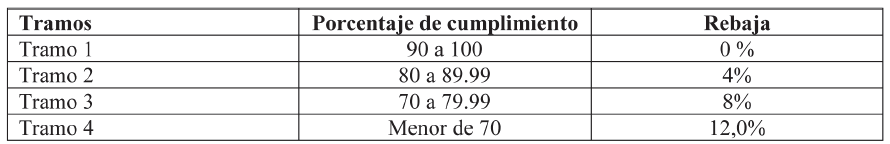 Tramos Porcentaje de cumplimiento Rebaja
Tramo 1 90 a 100 0 %
Tramo 2 80 a 89.99 4%
Tramo 3 70 a 79.99 8%
Tramo 4 Menor de 70 12,0%